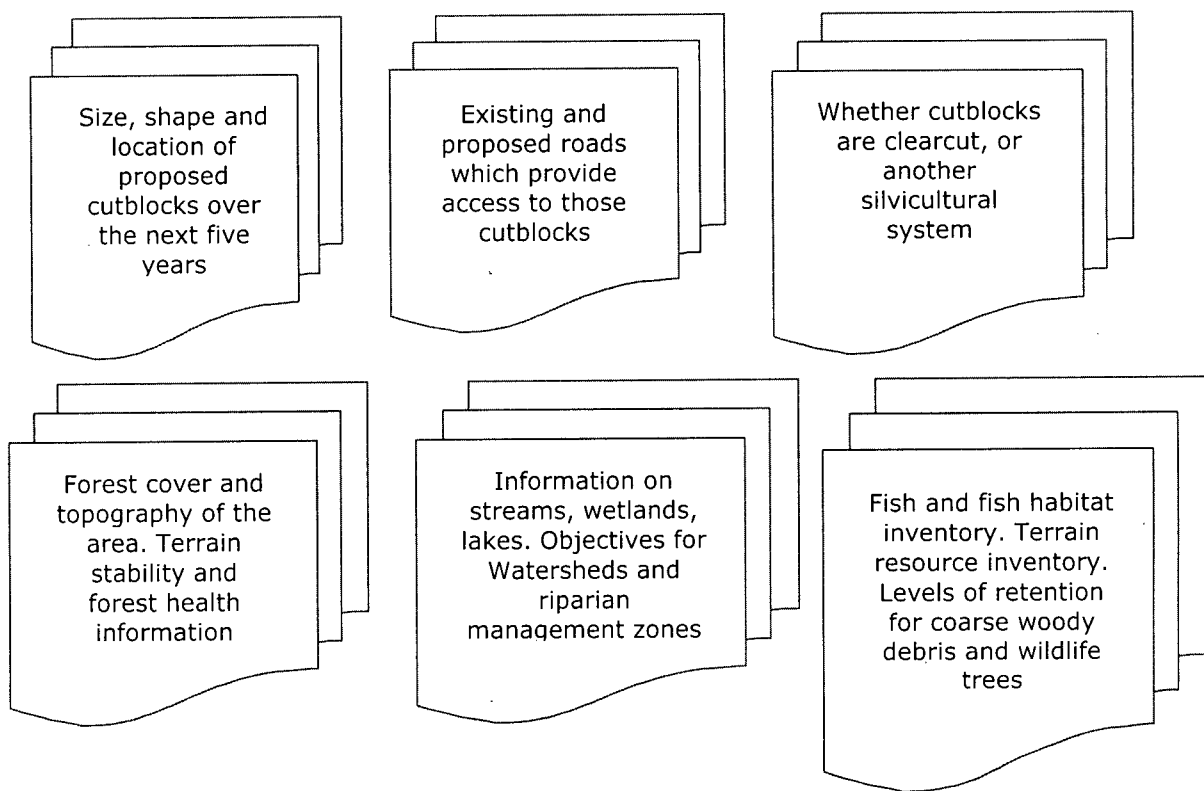 Size, shape and
location of
proposed
cutblocks over
the next five
years
Existing and
proposed roads
which provide
access to those
cutblocks
Whether cutblocks
are clearcut, or
another
silvicultural
system
Forest cover and
topography of the
area. Terrain
stability and
forest health
information
Information on
streams, wetlands,
lakes. Objectives for
Watersheds and
riparian
management zones
Fish and fish habitat
inventory. Terrain
resource inventory.
Levels of retention
for coarse woody
debris and wildlife
trees